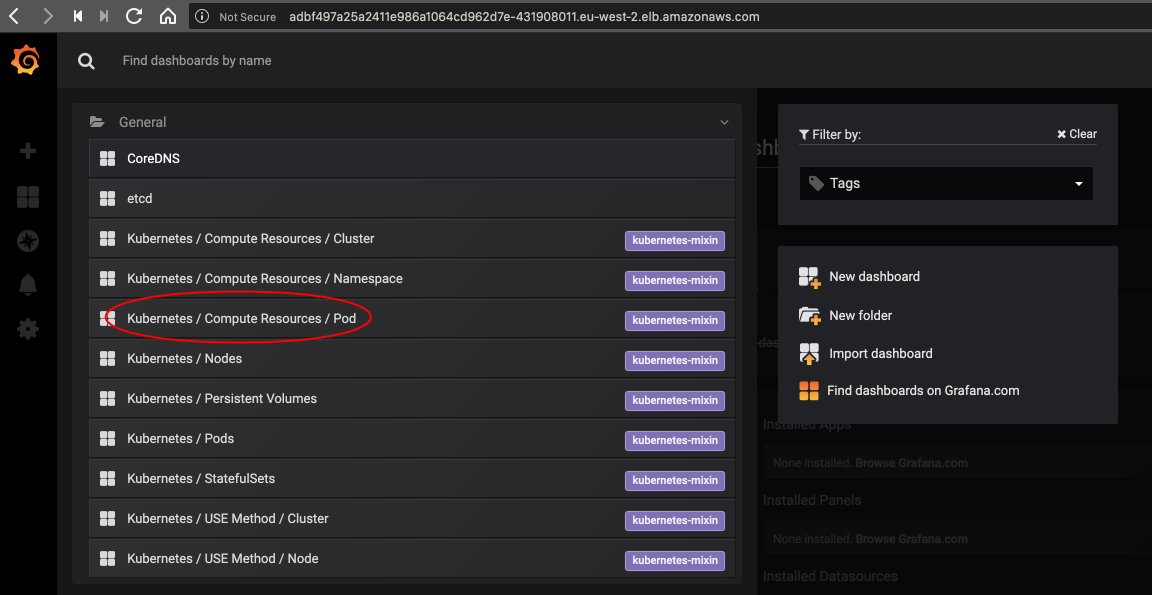 Not Secure adbf497a25a2411e986a1064cd962d7e-431908011.eu-west-2.elb.amazonaws.com
Find dashboards by name
General
CoreDNS
etcd
Kubernetes / Compute Resources / Cluster kubernetes-mixin
Kubernetes / Compute Resources / Namespace kubernetes-mixin
Kubernetes / Compute Resources / Pod kubernetes-mixin
Kubernetes / Nodes kubernetes-mixin
Kubernetes / Persistent Volumes kubernetes-mixin
Kubernetes / Pods kubernetes-mixin
Kubernetes / StatefulSets kubernetes-mixin
Kubernetes / USE Method / Cluster kubernetes-mixin
Kubernetes / USE Method / Node kubernetes-mixin
Filter by: Clear
Tags
New dashboard
New folder
Import dashboard
Find dashboards on Grafana.com
Installed Apps
None installed. Browse Grafana.com
Installed Panels
None installed. Browse Grafana.com
Installed Datasources